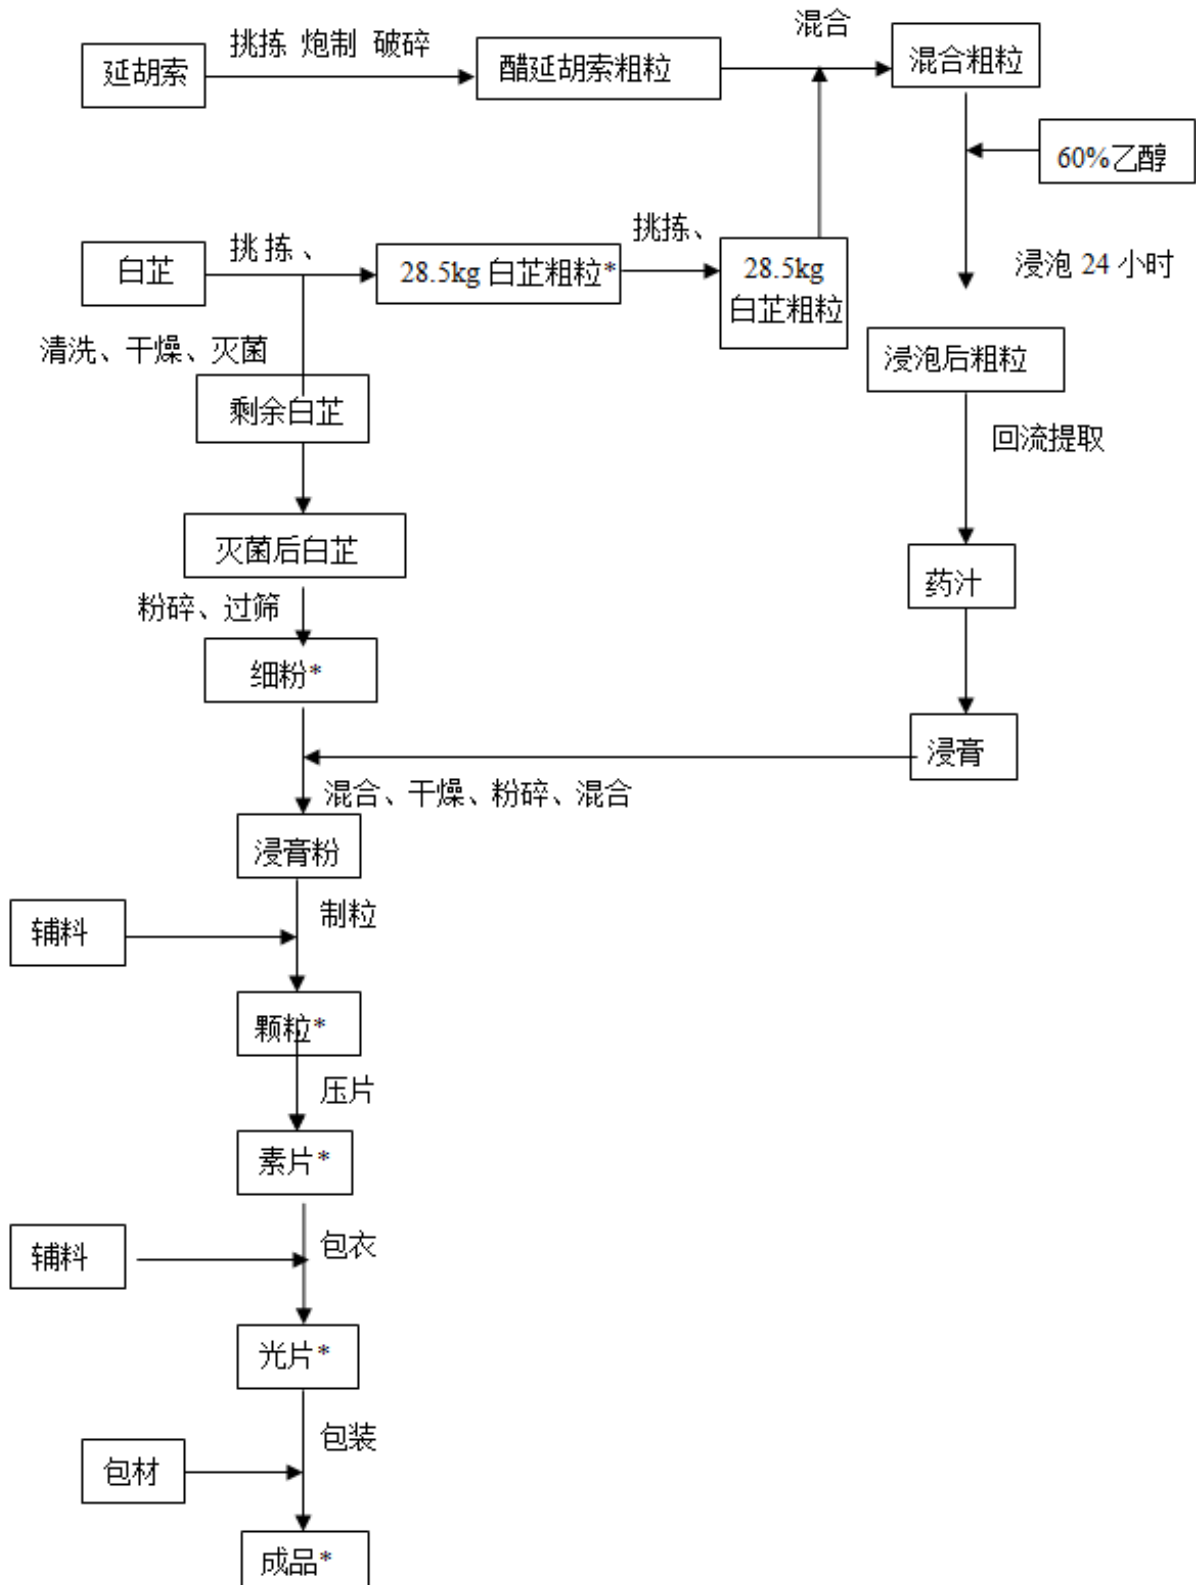 混合
挑拣 炮制 破碎
延胡索
醋延胡索粗粒
混合粗粒
60%乙醇
挑拣、
挑拣、
白芷
28.5kg 白芷粗粒*
28.5kg
白芷粗粒
浸泡 24 小时
清洗、干燥、灭菌
浸泡后粗粒
剩余白芷
回流提取
灭菌后白芷
药汁
粉碎、过筛
细粉*
浸膏
混合、干燥、粉碎、混合
浸膏粉
制粒
辅料
颗粒*
压片
素片*
包衣
辅料
光片*
包装
包材
成品*